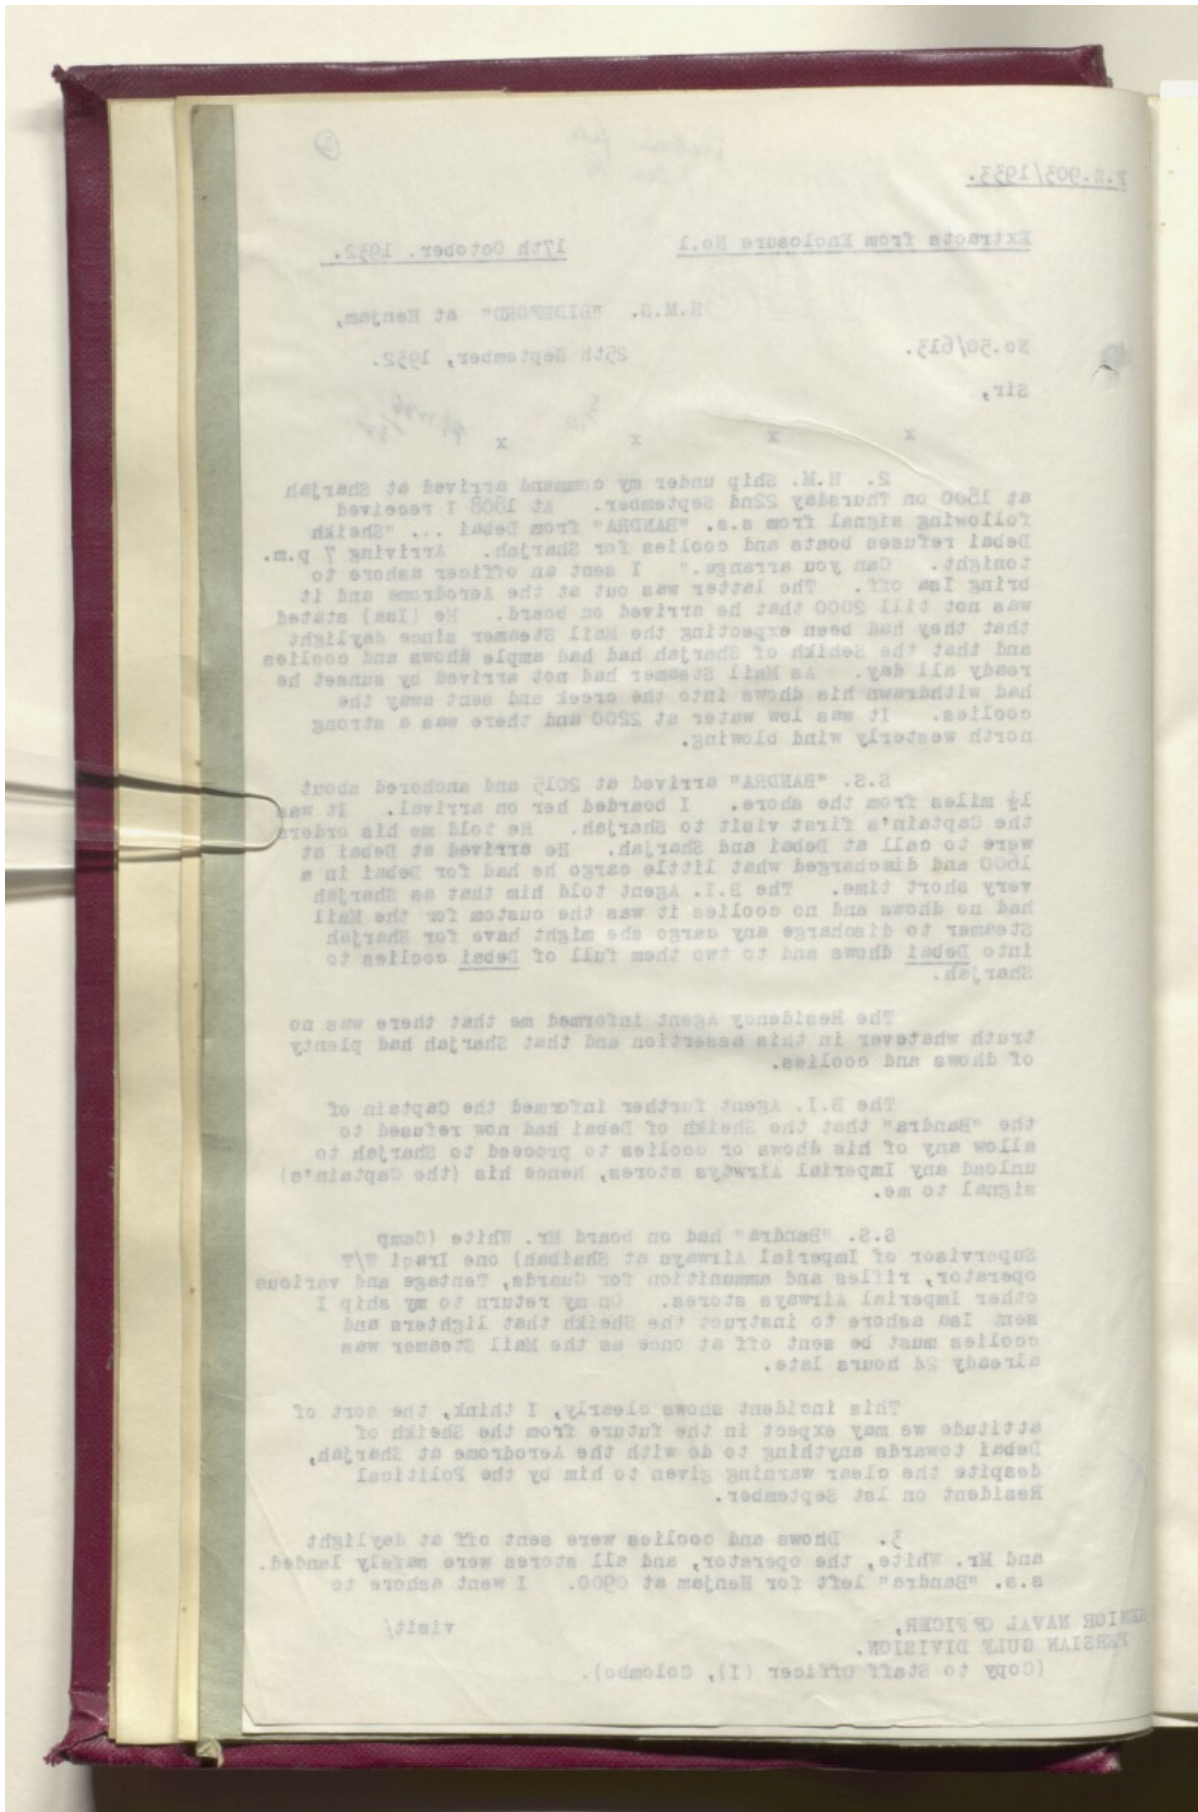 P.Z.903/1933.
Extracts from Enclosure No.1 17th October. 1932.
H.M.S. "BIDEFORD" at Henjam,
No.50/613. 25th September, 1932.
Sir,
x x x x
2. H.M. Ship under my command arrived at Sharjah
at 1800 on Thursday 22nd September. At 1808 I received
following signal from s.s. "BANDRA" from Debai ... "Sheikh
Debai refuses boats and coolies for Sharjah. Arriving 7 p.m.
tonight. Can you arrange." I sent an officer ashore to
bring Isa off. The latter was out at the Aerodrome and it
was not till 2000 that he arrived on board. He (Isa) stated
that they had been expecting the Mail Steamer since daylight
and that the Sehikh of Sharjah had had ample dhows and coolies
ready all day. As Mail Steamer had not arrived by sunset he
had withdrawn his dhows into the creek and sent away the
coolies. It was low water at 2200 and there was a strong
north westerly wind blowing.
S.S. "BANDRA" arrived at 2015 and anchored about
1½ miles from the shore. I boarded her on arrival. It was
the Captain's first visit to Sharjah. He told me his orders
were to call at Debai and Sharjah. He arrived at Debai at
1600 and discharged what little cargo he had for Debai in a
very short time. The B.I. Agent told him that as Sharjah
had no dhows and no coolies it was the custom for the Mail
Steamer to discharge any cargo she might have for Sharjah
into Debai dhows and to two them full of Debai coolies to
Sharjah.
The Residency Agent informed me that there was no
truth whatever in this assertion and that Sharjah had plenty
of dhows and coolies.
The B.I. Agent further informed the Captain of
the "Bandra" that the Sheikh of Debai had now refused to
allow any of his dhows or coolies to proceed to Sharjah to
unload any Imperial Airways stores, hence his (the Captain's)
signal to me.
S.S. "Bandra" had on board Mr. White (Camp
Supervisor of Imperial Airways at Shaibah) one Iraqi W/T
operator, rifles and ammunition for Guards, Tentage and various
other Imperial Airways stores. On my return to my ship I
sent Isa ashore to instruct the Sheikh that lighters and
coolies must be sent off at once as the Mail Steamer was
already 24 hours late.
This incident shows clearly, I think, the sort of
attitude we may expect in the future from the Sheikh of
Debai towards anything to do with the Aerodrome at Sharjah,
despite the clear warning given to him by the Political
Resident on 1st September.
3. Dhows and coolies were sent off at daylight
and Mr. White, the operator, and all stores were safely landed.
s.s. "Bandra" left for Henjam at 0900. I went ashore to
visit/
SENIOR NAVAL OFFICER,
PERSIAN GULF DIVISION.
(Copy to Staff Officer (I), Colombo).